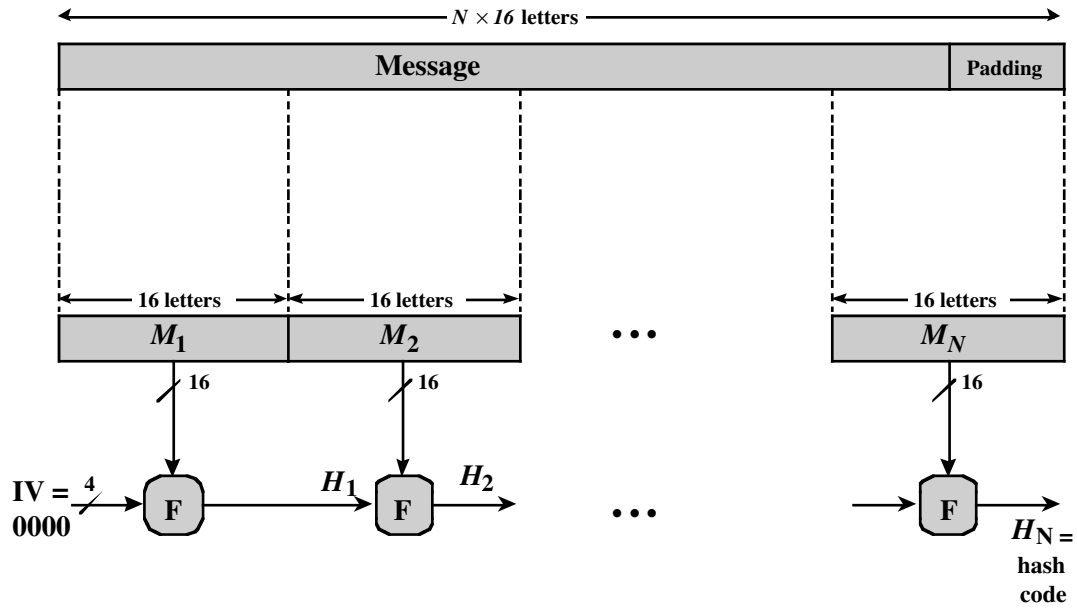 N × 16 letters
Message
Padding
16 letters
16 letters
16 letters
M1
M2
• • •
MN
16
16
16
IV =
0000
4
F
H1
F
H2
• • •
F
HN =
hash
code